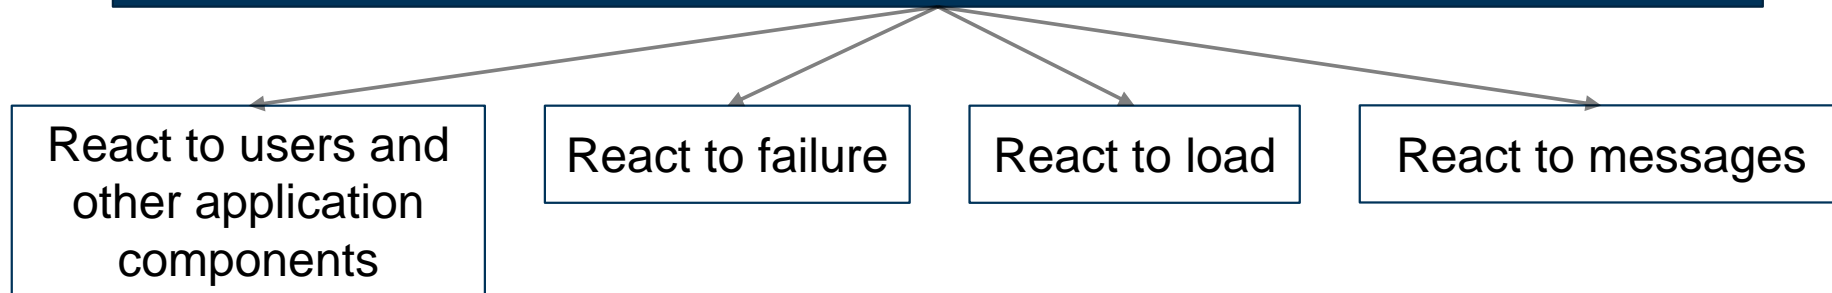 React to users and
other application
components
React to failure
React to load
React to messages